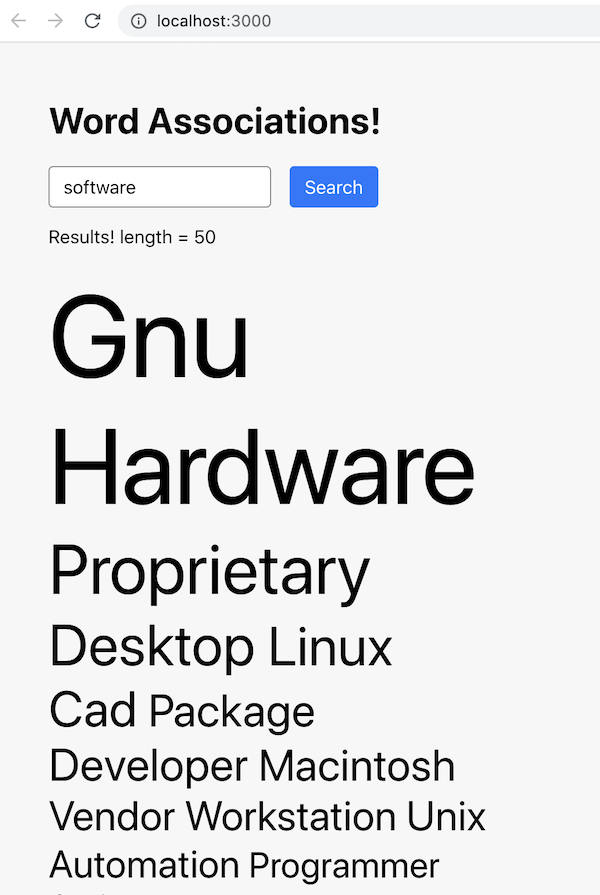 localhost:3000
Word Associations!
software
Search
Results! length = 50
Gnu
Hardware
Proprietary
Desktop Linux
Cad Package
Developer Macintosh
Vendor Workstation Unix
Automation Programmer